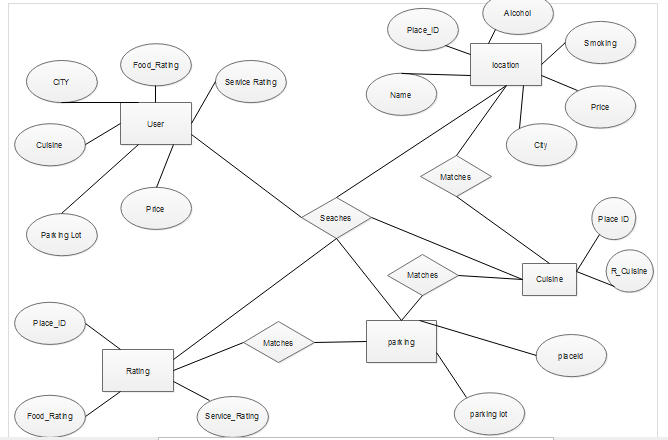 Alcohol
Place_ID
Smoking
location
Food_Rating
CITY
Service Rating
Name
Price
User
Cuisine
City
Matches
Price
Seaches
Place ID
Parking Lot
R_Cuisine
Matches
Cuisine
Place_ID
Matches
parking
placeid
Rating
Food_Rating
Service_Rating
parking lot